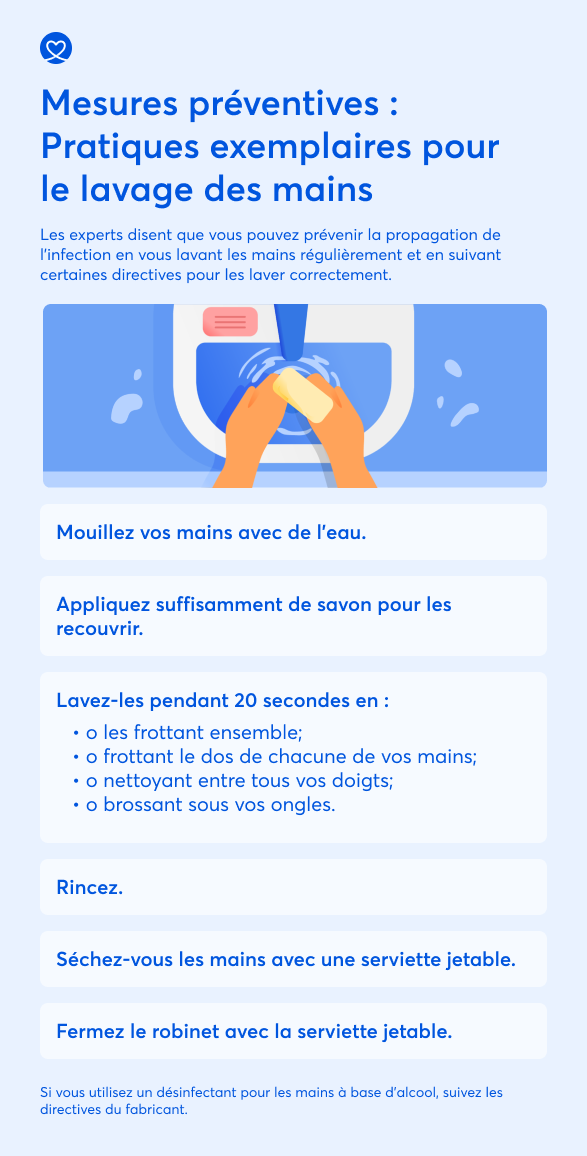 Mesures préventives :
Pratiques exemplaires pour
le lavage des mains
Les experts disent que vous pouvez prévenir la propagation de
l'infection en vous lavant les mains régulièrement et en suivant
certaines directives pour les laver correctement.
Mouillez vos mains avec de l'eau.
Appliquez suffisamment de savon pour les
recouvrir.
Lavez-les pendant 20 secondes en :
• o les frottant ensemble;
• o frottant le dos de chacune de vos mains;
• o nettoyant entre tous vos doigts;
• o brossant sous vos ongles.
Rincez.
Séchez-vous les mains avec une serviette jetable.
Fermez le robinet avec la serviette jetable.
Si vous utilisez un désinfectant pour les mains à base d'alcool, suivez les
directives du fabricant.